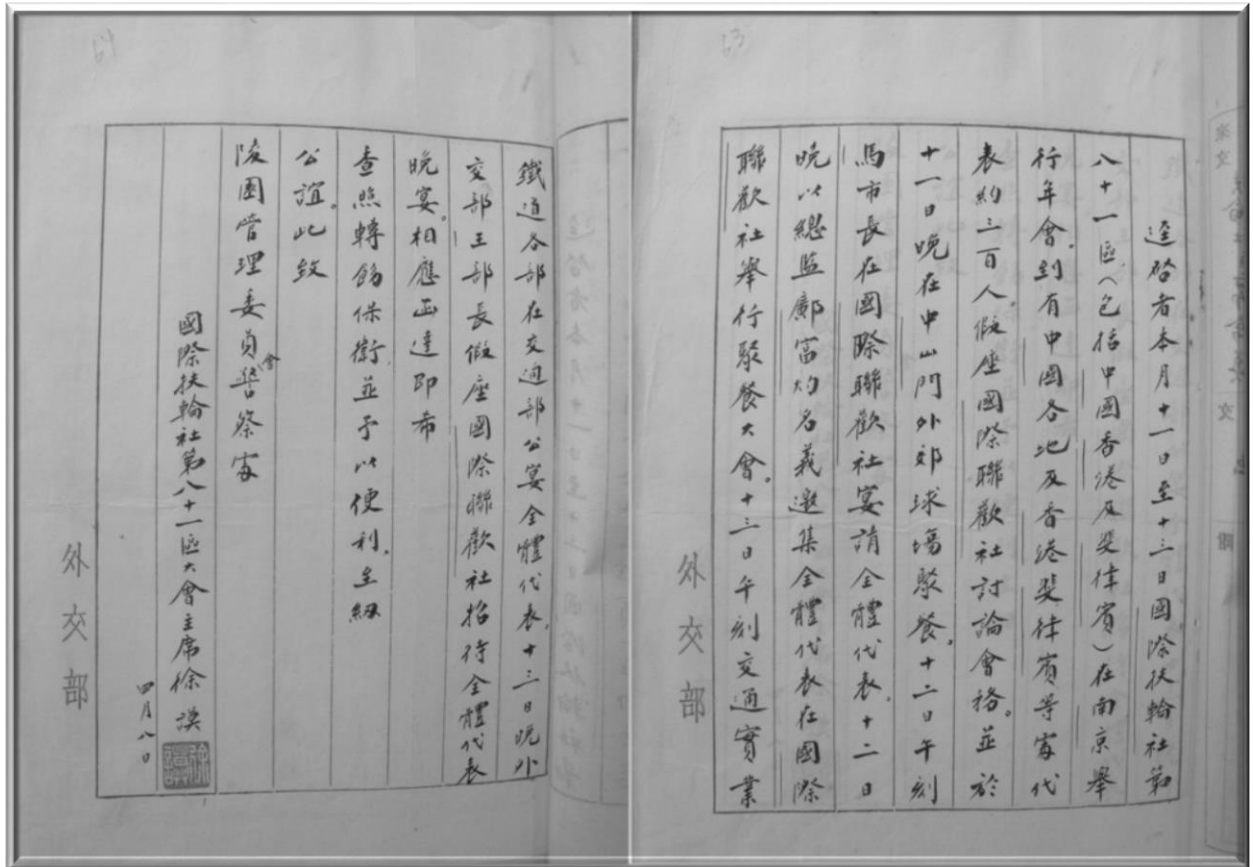 逕啓者本月十一日至十三日國際扶輪社第
八十一區(包括中國香港及斐律賓)在南京舉
行年會。到有中國各地及香港斐律賓等處代
表約三百人。假座國際聯歡社討論會務。並於
十一日晚在中山門外郊球場聚餐。十二日午刻
馬市長在國際聯歡社宴請全體代表。十二日
晚以總監鄺富灼名義邀集全體代表在國際
聯歡社舉行聚餐大會。十三日午刻交通實業
外交部
63
鐵道各部在交通部公宴全體代表。十三日晚外
交部王部長假座國際聯歡社招待全體代表
晚宴。相應函達即希
查照轉飭保衛並予以便利。至紉
公誼。此致
陵園管理委員會警察處
國際扶輪社第八十一區大會主席徐謨
四月八日
外交部
64